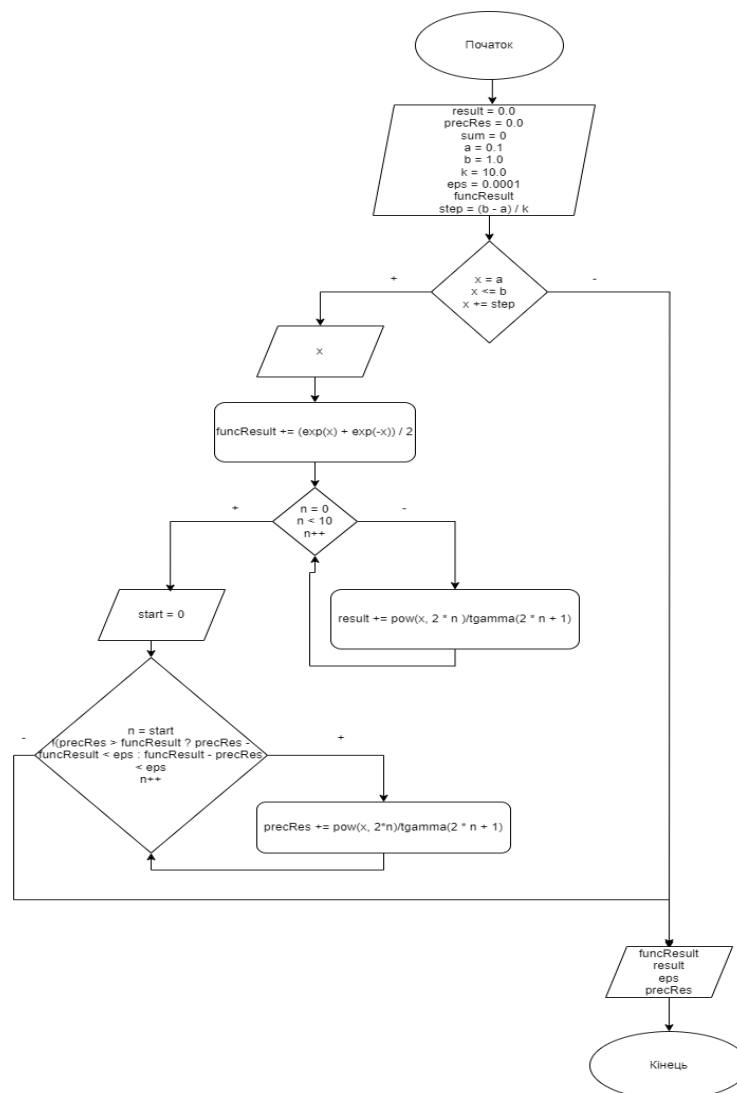 Початок
result = 0.0
precRes = 0.0
sum = 0
a = 0.1
b = 1.0
k = 10.0
eps = 0.0001
funcResult
step = (b - a) / k
+
x = a
x <= b
x += step
-
x
funcResult += (exp(x) + exp(-x)) / 2
+
n = 0
n < 10
n++
-
start = 0
result += pow(x, 2 * n )/tgamma(2 * n + 1)
-
n = start
!(precRes > funcResult ? precRes -
funcResult < eps : funcResult - precRes
< eps
n++
+
precRes += pow(x, 2*n)/tgamma(2 * n + 1)
funcResult
result
eps
precRes
Кінець